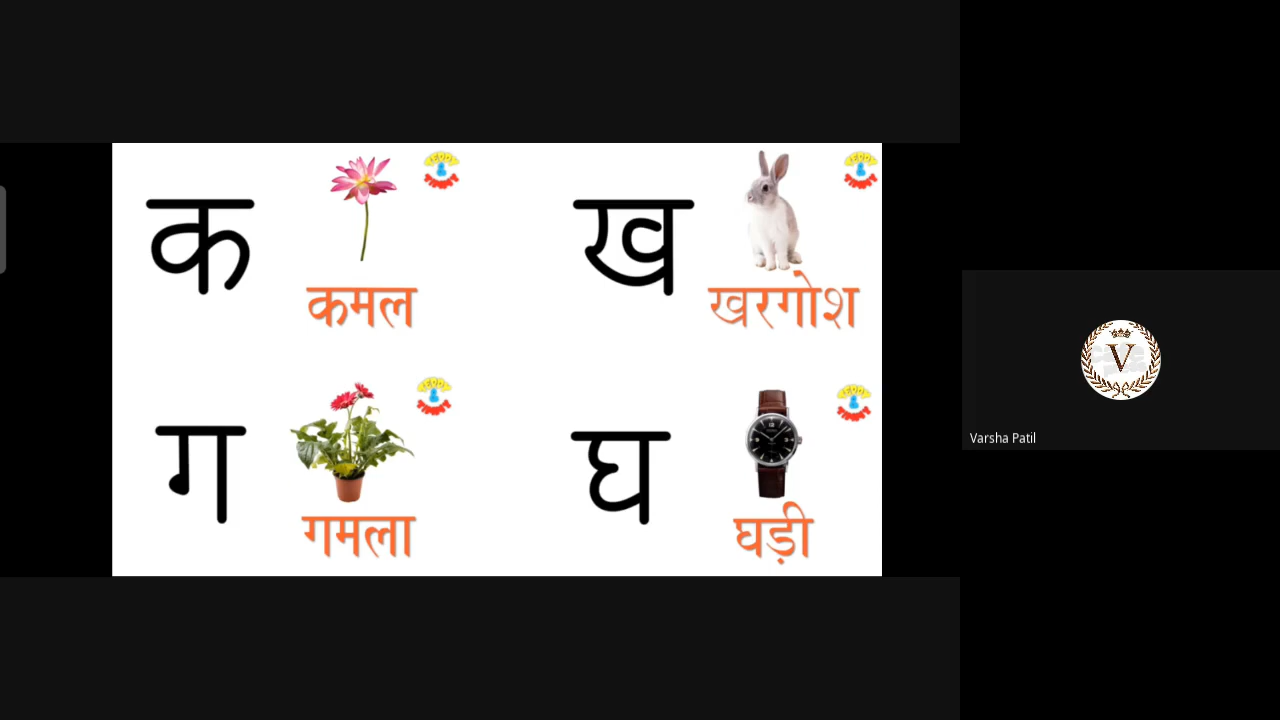 क
कमल
ख
खरगोश
ग
गमला
घ
घड़ी
V
Varsha Patil